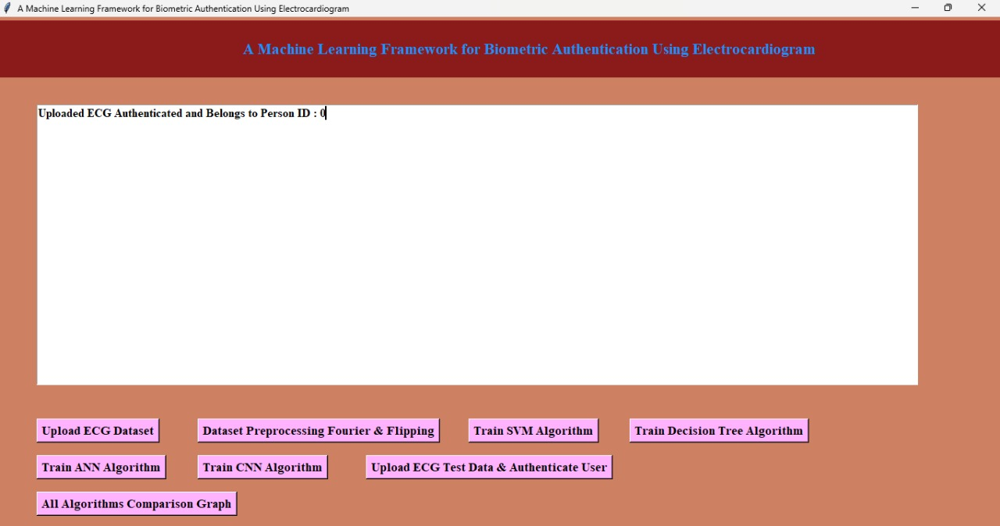 A Machine Learning Framework for Biometric Authentication Using Electrocardiogram
A Machine Learning Framework for Biometric Authentication Using Electrocardiogram
Uploaded ECG Authenticated and Belongs to Person ID : 0
Upload ECG Dataset
Dataset Preprocessing Fourier & Flipping
Train SVM Algorithm
Train Decision Tree Algorithm
Train ANN Algorithm
Train CNN Algorithm
Upload ECG Test Data & Authenticate User
All Algorithms Comparison Graph